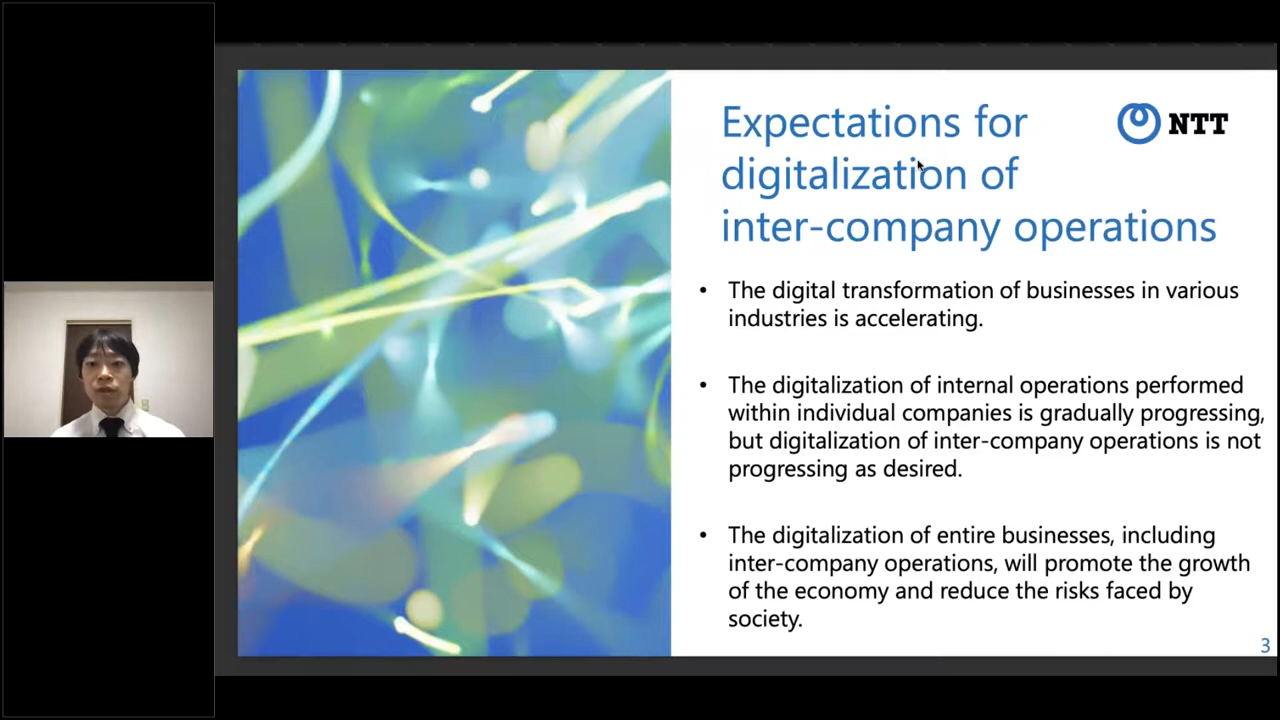 Expectations for
digitalization of
inter-company operations
NTT
• The digital transformation of businesses in various
industries is accelerating.
• The digitalization of internal operations performed
within individual companies is gradually progressing,
but digitalization of inter-company operations is not
progressing as desired.
• The digitalization of entire businesses, including
inter-company operations, will promote the growth
of the economy and reduce the risks faced by
society.
3